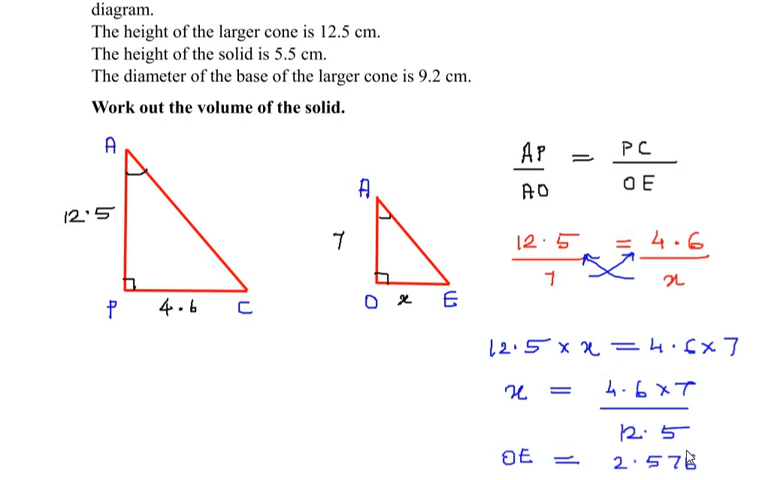 diagram.
The height of the larger cone is 12.5 cm.
The height of the solid is 5.5 cm.
The diameter of the base of the larger cone is 9.2 cm.
Work out the volume of the solid.
A
12.5
P 4.6 C
A
7
O x E
AP/AO = PC/OE
12.5/7 = 4.6/x
12.5 × x = 4.6 × 7
x = 4.6 × 7/12.5
OE = 2.576